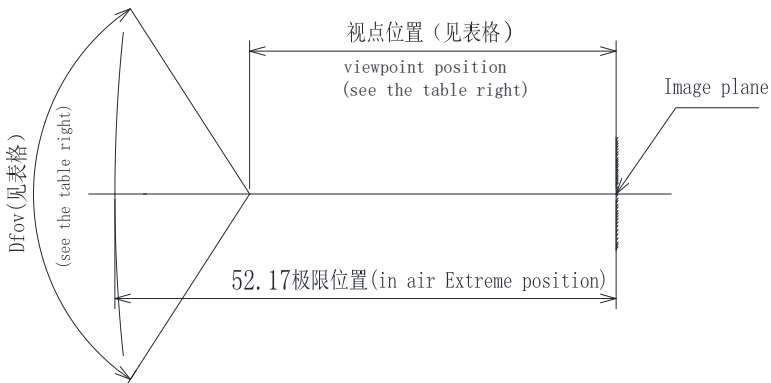 视点位置（见表格）
viewpoint position
(see the table right)
Image plane
Dfov(见表格)
(see the table right)
52.17极限位置(in air Extreme position)